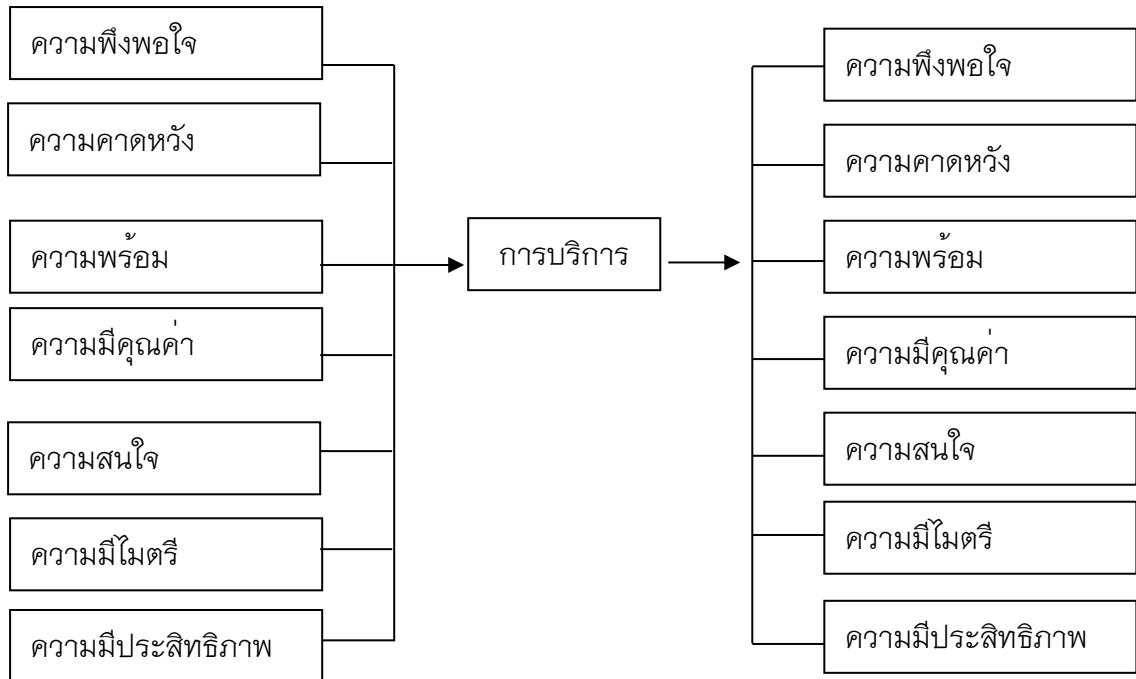 ความพึงพอใจ
ความคาดหวัง
ความพร้อม
ความมีคุณค่า
ความสนใจ
ความมีไมตรี
ความมีประสิทธิภาพ
การบริการ
ความพึงพอใจ
ความคาดหวัง
ความพร้อม
ความมีคุณค่า
ความสนใจ
ความมีไมตรี
ความมีประสิทธิภาพ